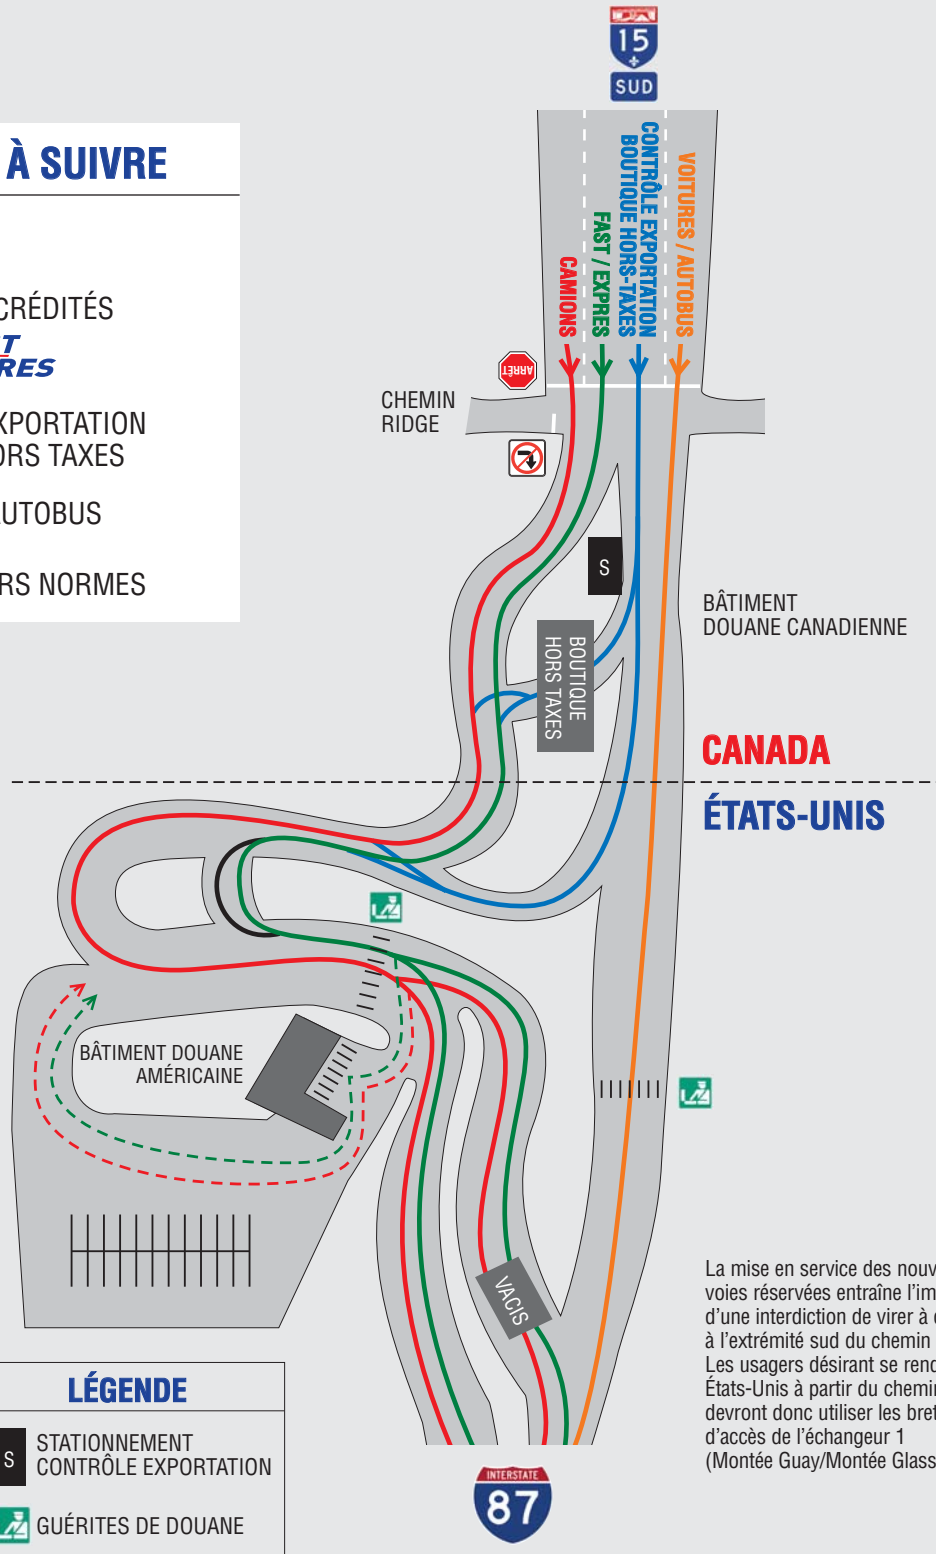 15
SUD
À SUIVRE
CRÉDITÉS
T
RES
XPORTATION
ORS TAXES
AUTOBUS
RS NORMES
CAMIONS
FAST / EXPRES
CONTRÔLE EXPORTATION
BOUTIQUE HORS-TAXES
VOITURES / AUTOBUS
ARRÊT
CHEMIN
RIDGE
S
BÂTIMENT
DOUANE CANADIENNE
BOUTIQUE
HORS TAXES
CANADA
ÉTATS-UNIS
BÂTIMENT DOUANE
AMÉRICAINE
VACIS
La mise en service des nouv
voies réservées entraîne l'im
d'une interdiction de virer à
à l'extrémité sud du chemin
Les usagers désirant se rend
États-Unis à partir du chemin
devront donc utiliser les bret
d'accès de l'échangeur 1
(Montée Guay/Montée Glass
LÉGENDE
S STATIONNEMENT
CONTRÔLE EXPORTATION
GUÉRITES DE DOUANE
INTERSTATE
87